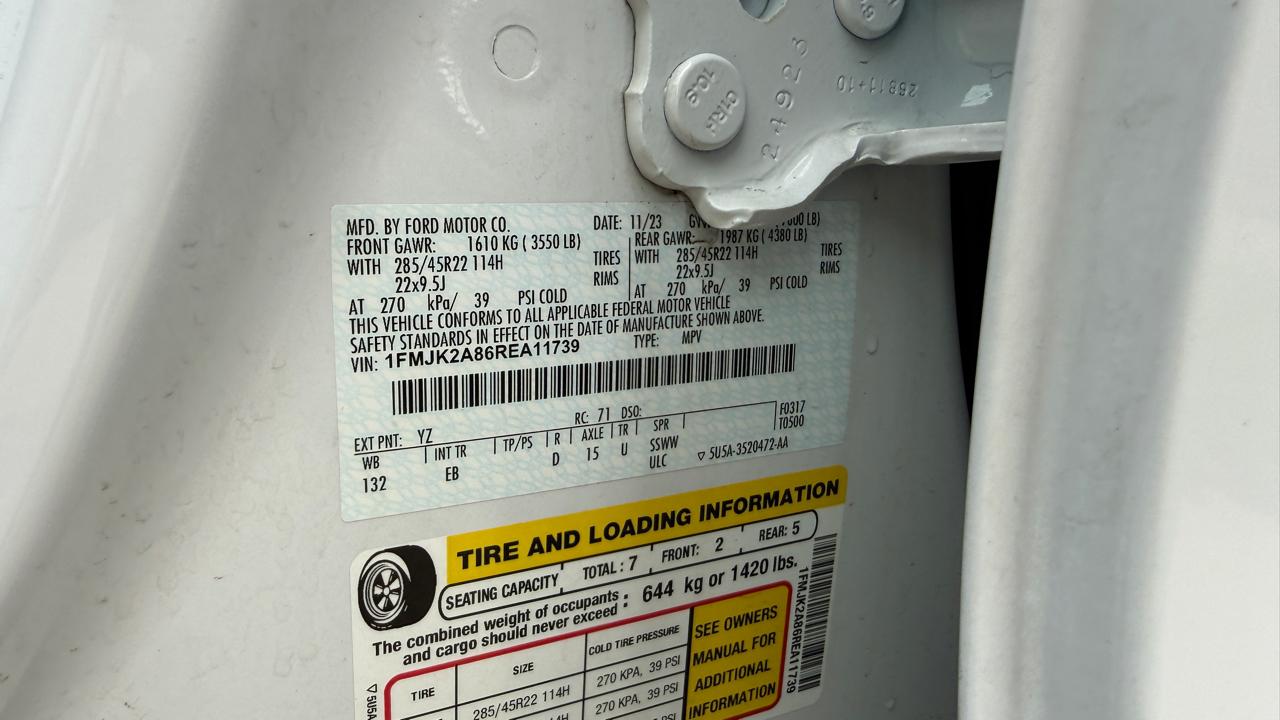 10.9
C1RH
24923
26811+10
MFD. BY FORD MOTOR CO. DATE: 11/23
FRONT GAWR: 1610 KG ( 3550 LB) REAR GAWR: 1987 KG ( 4380 LB)
WITH 285/45R22 114H TIRES WITH 285/45R22 114H TIRES
22x9.5J RIMS 22x9.5J RIMS
AT 270 kPa/ 39 PSI COLD AT 270 kPa/ 39 PSI COLD
THIS VEHICLE CONFORMS TO ALL APPLICABLE FEDERAL MOTOR VEHICLE
SAFETY STANDARDS IN EFFECT ON THE DATE OF MANUFACTURE SHOWN ABOVE.
VIN: 1FMJK2A86REA11739 TYPE: MPV
RC: 71 DSO: F0317
EXT PNT: YZ T0500
WB INT TR TP/PS R AXLE TR SPR
132 EB D 15 U SSWW
ULC ▽ 5U5A-3520472-AA
TIRE AND LOADING INFORMATION
SEATING CAPACITY TOTAL : 7 FRONT: 2 REAR: 5
The combined weight of occupants
and cargo should never exceed : 644 kg or 1420 lbs.
TIRE SIZE COLD TIRE PRESSURE
285/45R22 114H 270 KPA, 39 PSI
270 KPA, 39 PSI
SEE OWNERS
MANUAL FOR
ADDITIONAL
INFORMATION
1FMJK2A86REA11739
▽ 5U5A